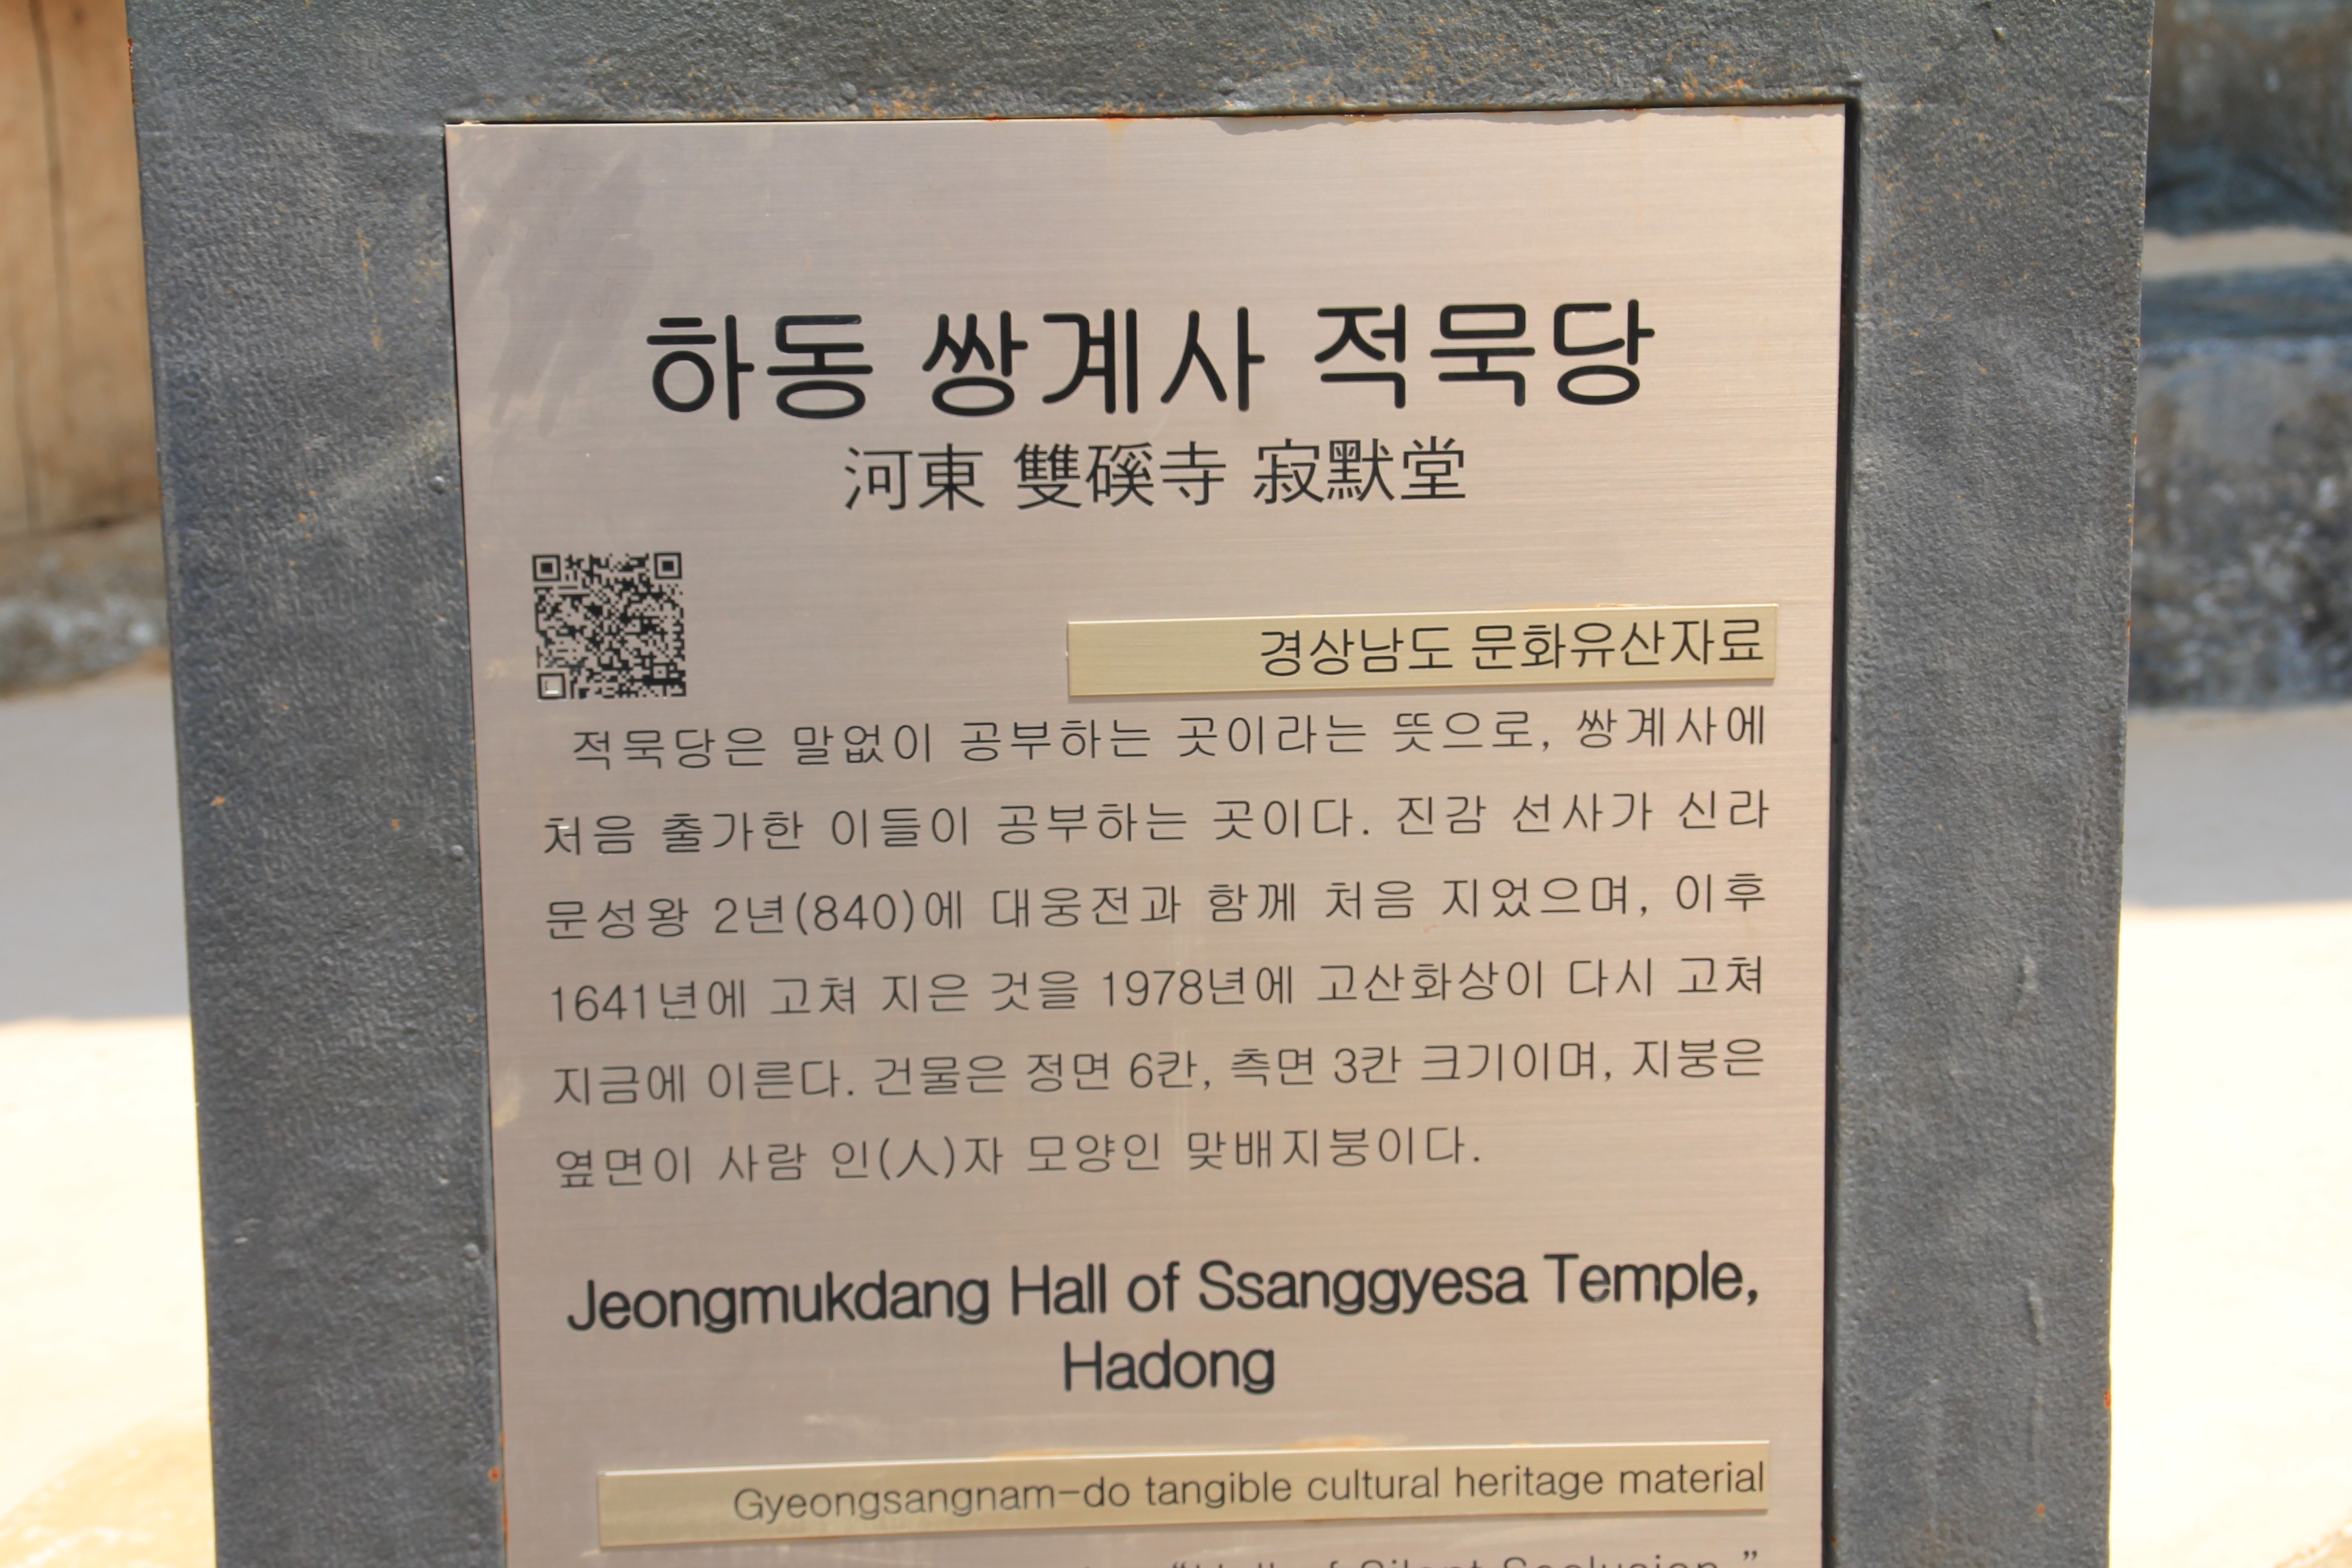 하동 쌍계사 적묵당
河東 雙磎寺 寂默堂
경상남도 문화유산자료
적묵당은 말없이 공부하는 곳이라는 뜻으로, 쌍계사에
처음 출가한 이들이 공부하는 곳이다. 진감 선사가 신라
문성왕 2년(840)에 대웅전과 함께 처음 지었으며, 이후
1641년에 고쳐 지은 것을 1978년에 고산화상이 다시 고쳐
지금에 이른다. 건물은 정면 6칸, 측면 3칸 크기이며, 지붕은
옆면이 사람 인(人)자 모양인 맞배지붕이다.
Jeongmukdang Hall of Ssanggyesa Temple,
Hadong
Gyeongsangnam-do tangible cultural heritage material
of Silent Seclusion,”